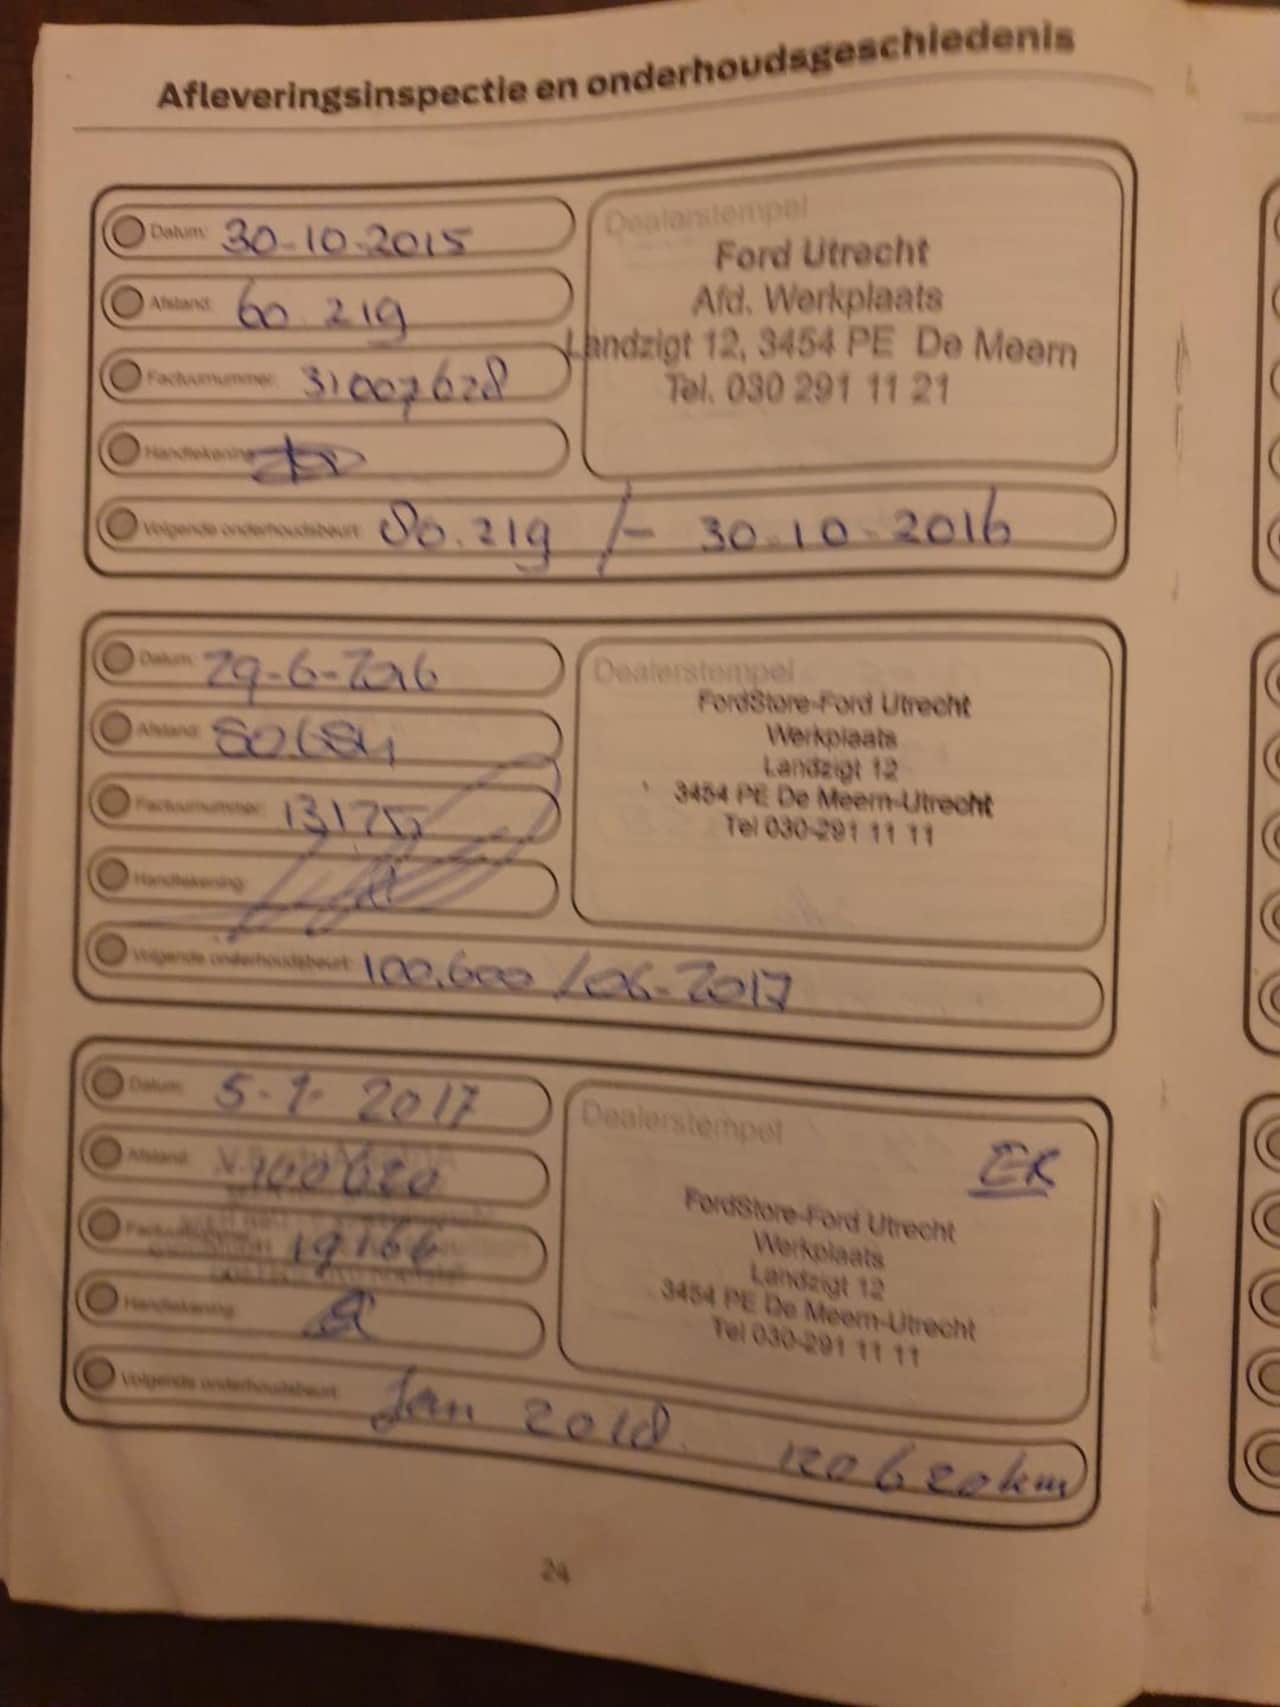 Afleveringsinspectie en onderhoudsgeschiedenis
Datum: 30-10-2015
Afstand: 60.219
Factuurnummer: 31007628
Handtekening:
Volgende onderhoudsbeurt: 80.219 /- 30-10-2016
Dealerstempel
Ford Utrecht
Afd. Werkplaats
Landzigt 12, 3454 PE De Meern
Tel. 030 291 11 21
Datum: 29-6-2016
Afstand: 80684
Factuurnummer: 13175
Handtekening:
Volgende onderhoudsbeurt: 100.600 /06-2017
Dealerstempel
FordStore-Ford Utrecht
Werkplaats
Landzigt 12
3454 PE De Meern-Utrecht
Tel 030-291 11 11
Datum: 5-1-2017
Afstand: 100620
Factuurnummer: 19166
Handtekening:
Volgende onderhoudsbeurt: Jan 2018 120620km
Dealerstempel
EK
FordStore-Ford Utrecht
Werkplaats
Landzigt 12
3454 PE De Meern-Utrecht
Tel 030-291 11 11
24